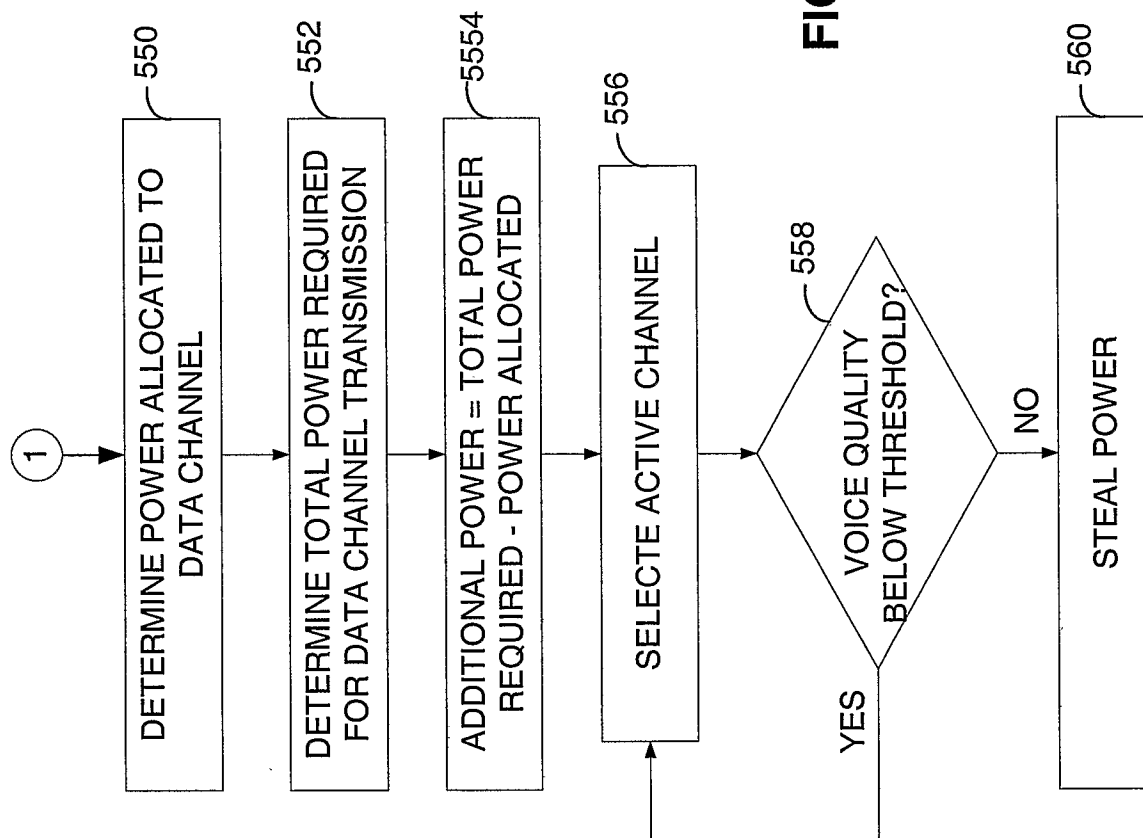 1
550
DETERMINE POWER ALLOCATED TO
DATA CHANNEL
552
DETERMINE TOTAL POWER REQUIRED
FOR DATA CHANNEL TRANSMISSION
5554
ADDITIONAL POWER = TOTAL POWER
REQUIRED - POWER ALLOCATED
556
SELECTE ACTIVE CHANNEL
558
VOICE QUALITY
BELOW THRESHOLD?
YES
NO
560
STEAL POWER
FIG